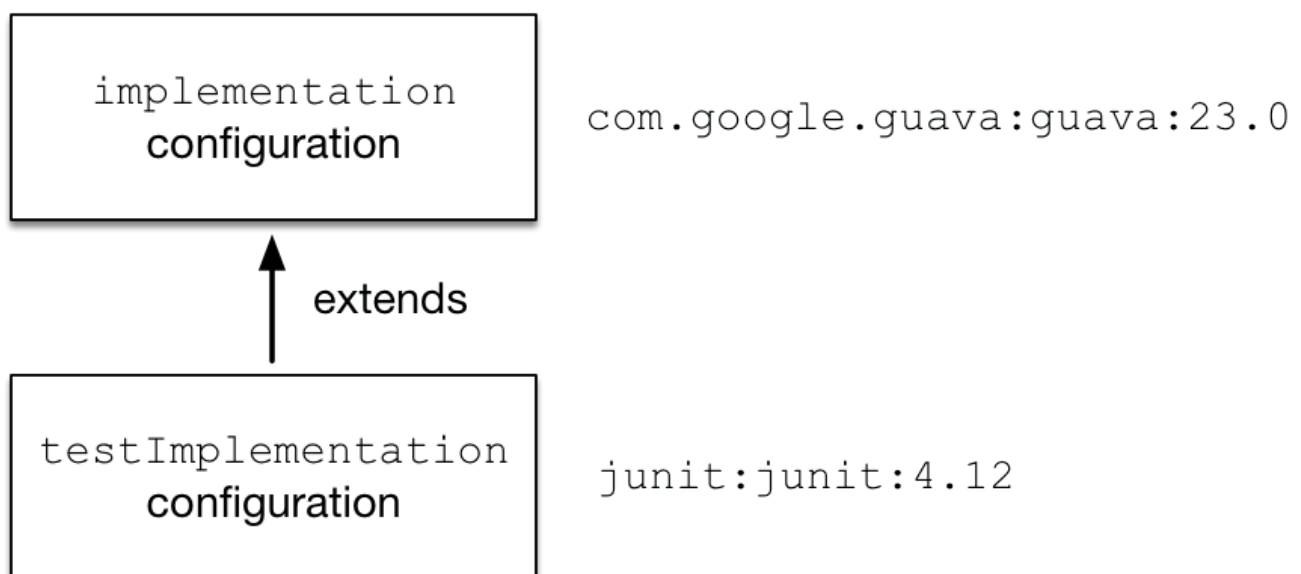 implementation
configuration
com.google.guava:guava:23.0
extends
testImplementation
configuration
junit:junit:4.12